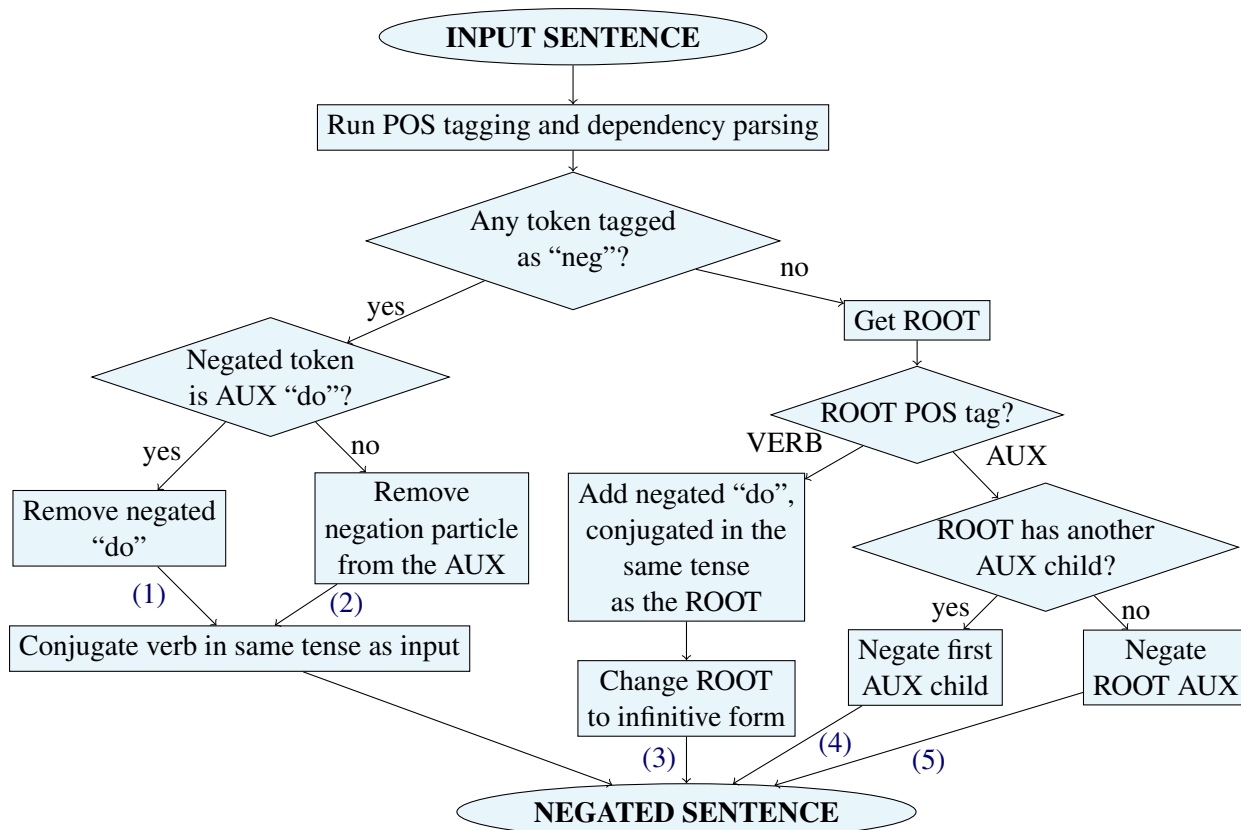 INPUT SENTENCE
Run POS tagging and dependency parsing
Any token tagged
as “neg”?
yes
no
Get ROOT
Negated token
is AUX “do”?
ROOT POS tag?
VERB
AUX
yes
no
Remove negated
“do”
Remove
negation particle
from the AUX
Add negated “do”,
conjugated in the
same tense
as the ROOT
ROOT has another
AUX child?
(1)
(2)
yes
no
Conjugate verb in same tense as input
Change ROOT
to infinitive form
Negate first
AUX child
Negate
ROOT AUX
(3)
(4)
(5)
NEGATED SENTENCE